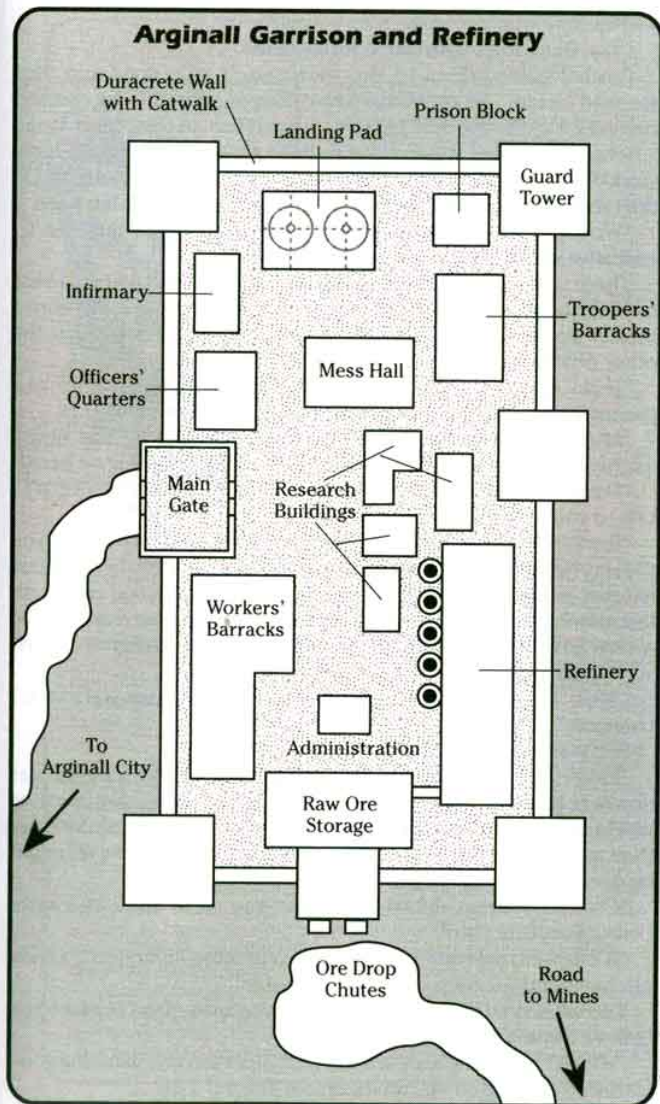 Arginall Garrison and Refinery
Duracrete Wall
with Catwalk
Landing Pad
Prison Block
Guard
Tower
Infirmary
Troopers'
Barracks
Officers'
Quarters
Mess Hall
Main
Gate
Research
Buildings
Workers'
Barracks
Refinery
To
Arginall City
Administration
Raw Ore
Storage
Ore Drop
Chutes
Road
to Mines